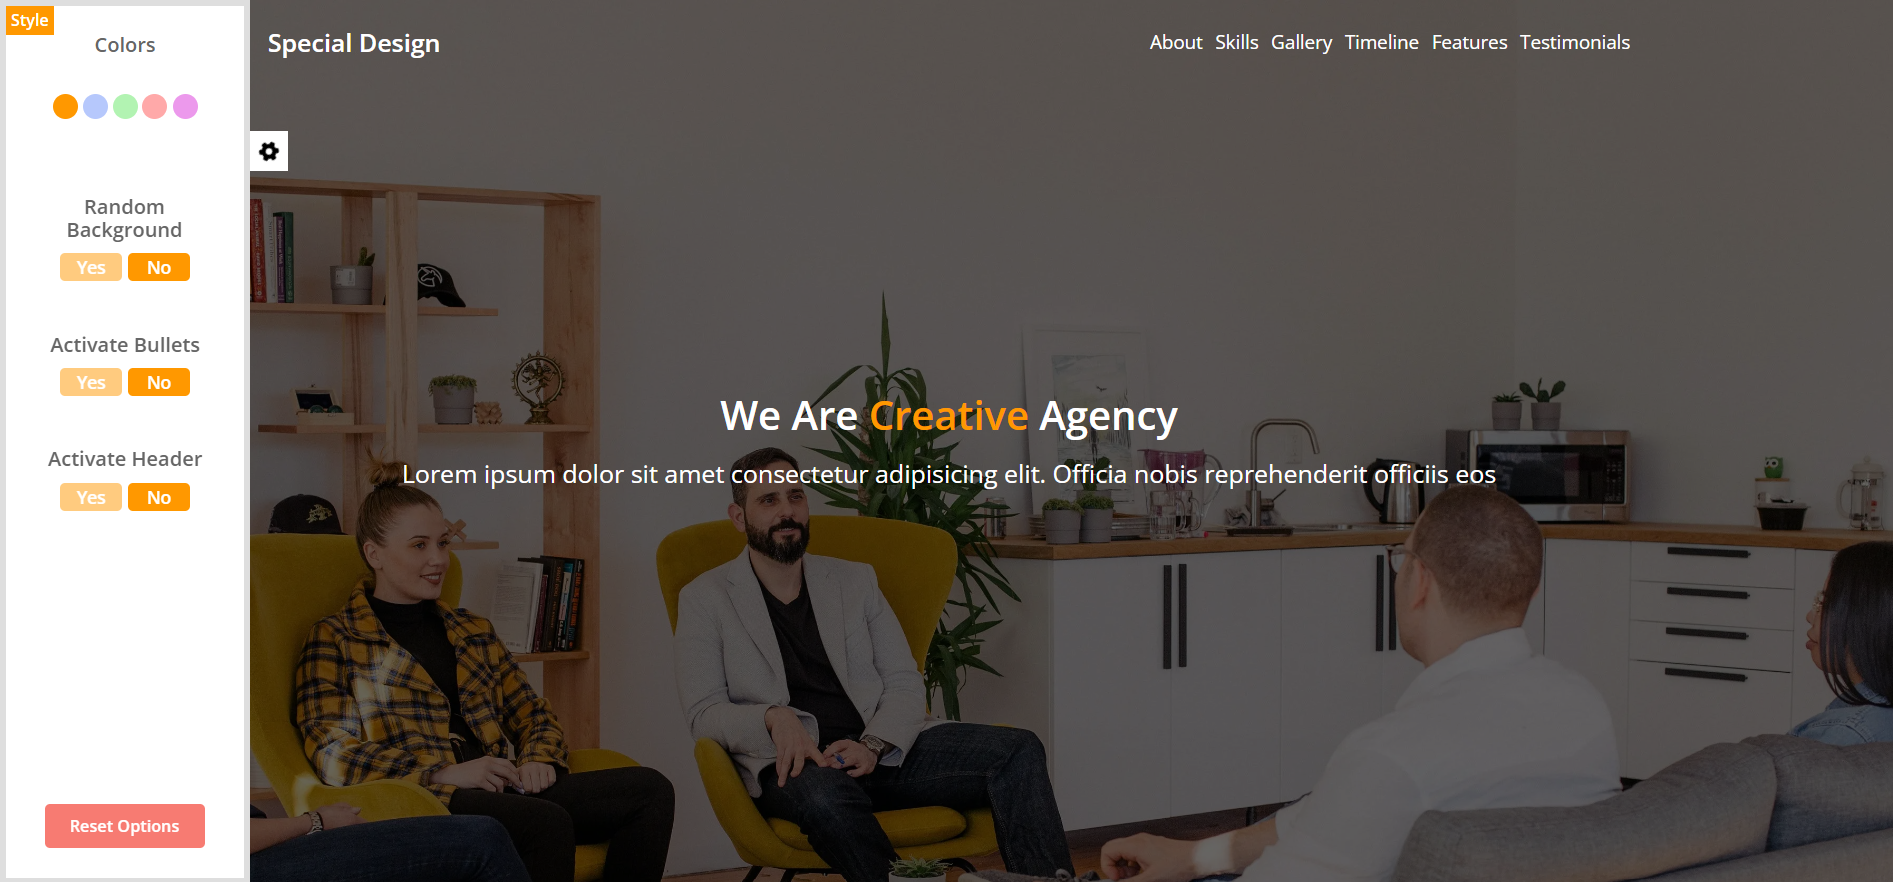 Style
Colors
Random
Background
Yes No
Activate Bullets
Yes No
Activate Header
Yes No
Reset Options
Special Design
About Skills Gallery Timeline Features Testimonials
We Are Creative Agency
Lorem ipsum dolor sit amet consectetur adipisicing elit. Officia nobis reprehenderit officiis eos